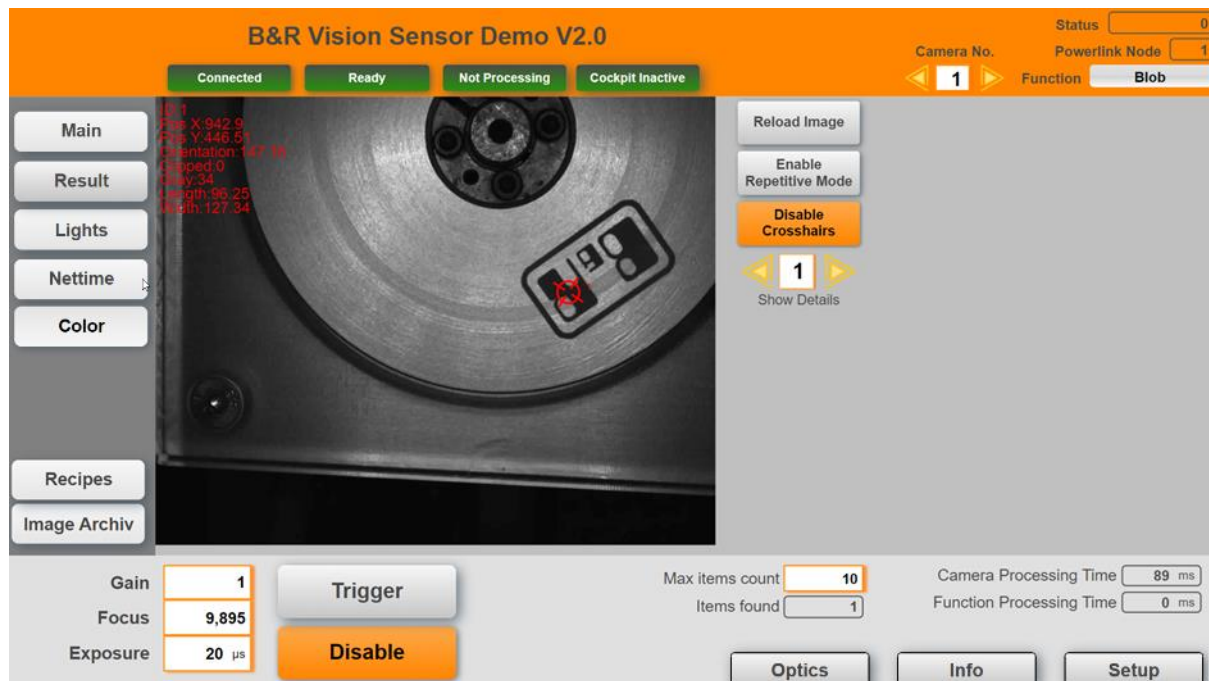 B&R Vision Sensor Demo V2.0
Status 0
Camera No.
Powerlink Node 1
Connected
Ready
Not Processing
Cockpit Inactive
1
Function Blob
Main
Result
Lights
Nettime
Color
Recipes
Image Archiv
ID:1
Pos X:942.9
Pos Y:446.51
Clipped:0
Gray:34
Length:96.25
Width:127.34
Reload Image
Enable
Repetitive Mode
Disable
Crosshairs
1
Show Details
Gain 1
Focus 9,895
Exposure 20 µs
Trigger
Disable
Max items count 10
Items found 1
Camera Processing Time 89 ms
Function Processing Time 0 ms
Optics
Info
Setup